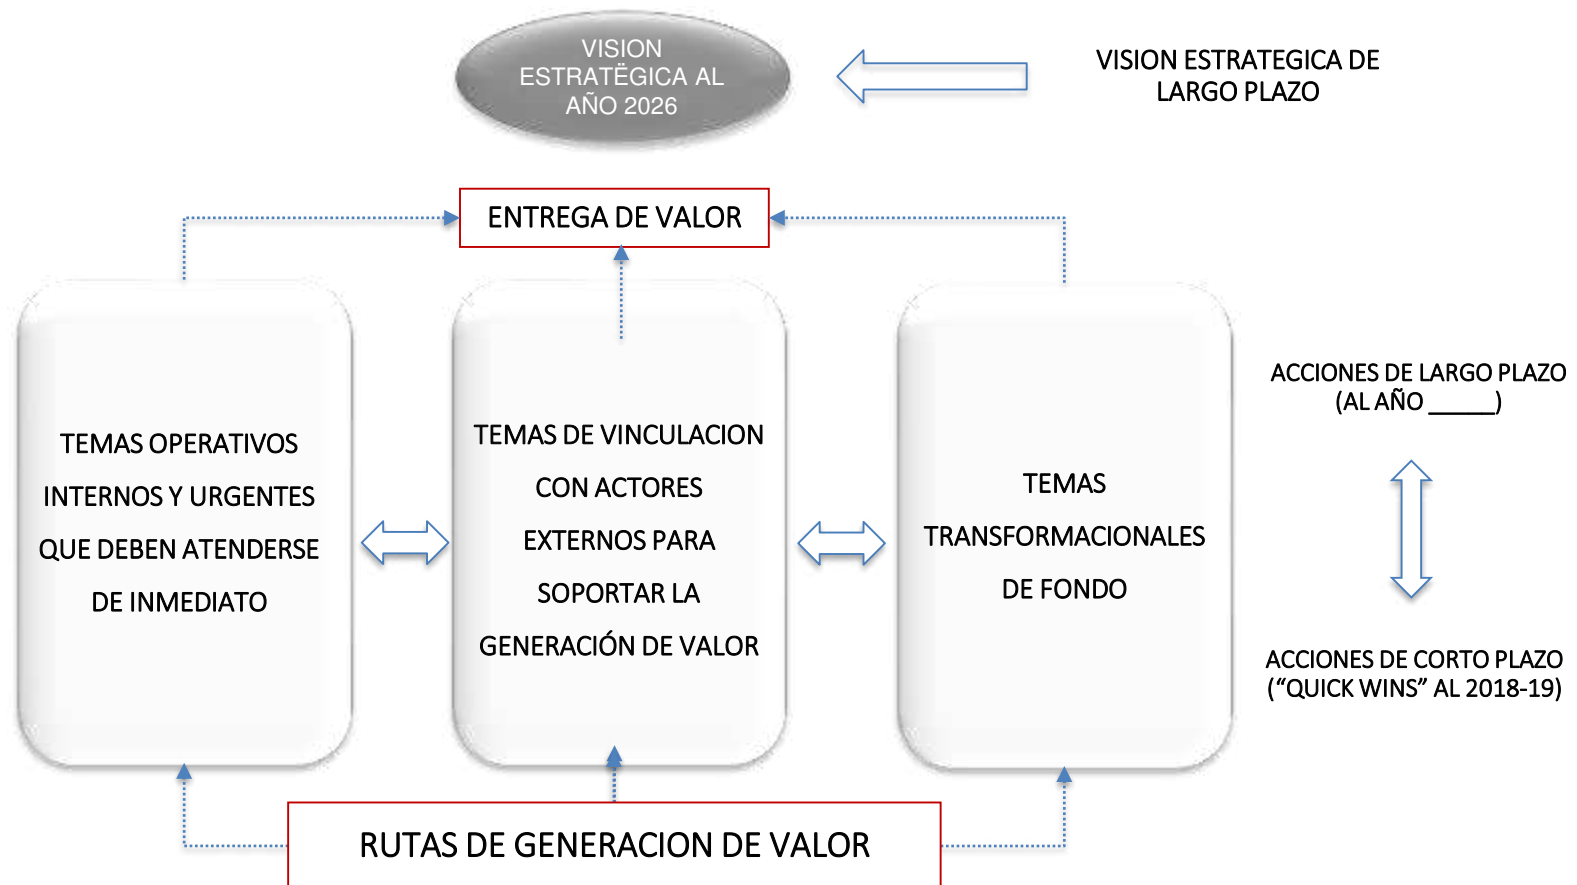 VISION
ESTRATËGICA AL
AÑO 2026
VISION ESTRATEGICA DE
LARGO PLAZO
ENTREGA DE VALOR
TEMAS OPERATIVOS
INTERNOS Y URGENTES
QUE DEBEN ATENDERSE
DE INMEDIATO
TEMAS DE VINCULACION
CON ACTORES
EXTERNOS PARA
SOPORTAR LA
GENERACIÓN DE VALOR
TEMAS
TRANSFORMACIONALES
DE FONDO
ACCIONES DE LARGO PLAZO
(AL AÑO _____)
ACCIONES DE CORTO PLAZO
(“QUICK WINS” AL 2018-19)
RUTAS DE GENERACION DE VALOR